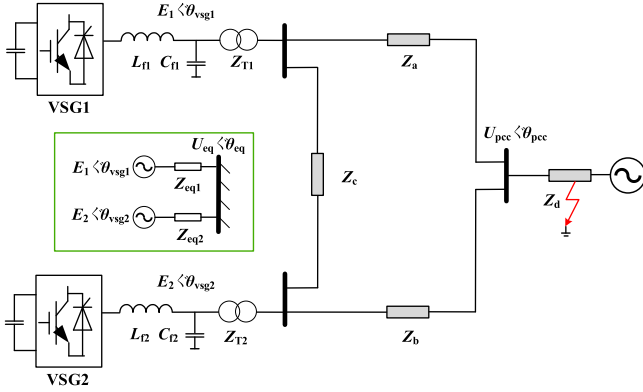 E1∠θvsg1
Lf1
Cf1
ZT1
VSG1
Za
Ueq∠θeq
E1∠θvsg1
Zeq1
E2∠θvsg2
Zeq2
Zc
Upcc∠θpcc
Zd
E2∠θvsg2
Lf2
Cf2
ZT2
Zb
VSG2